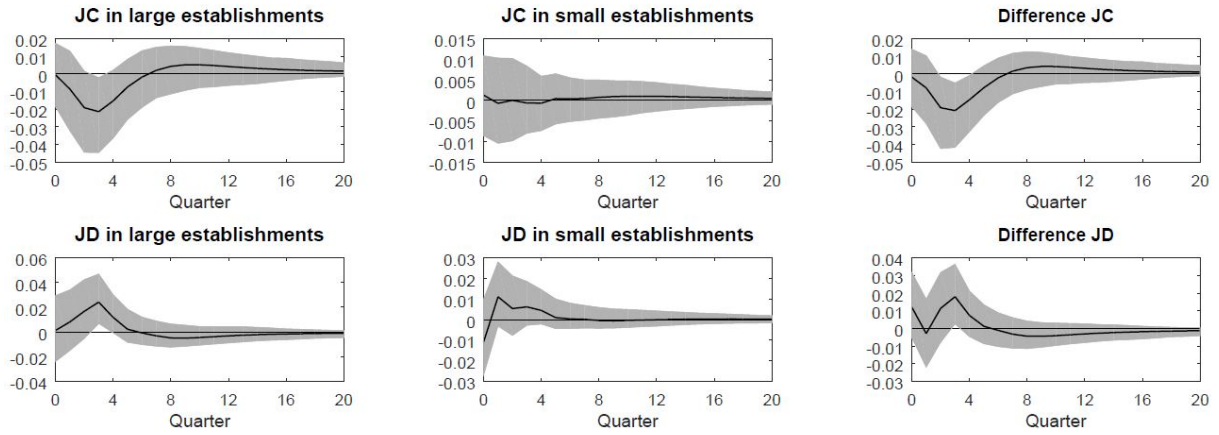 JC in large establishments
0.02
0.01
0
-0.01
-0.02
-0.03
-0.04
-0.05
0 4 8 12 16 20
Quarter
JC in small establishments
0.015
0.01
0.005
0
-0.005
-0.01
-0.015
0 4 8 12 16 20
Quarter
Difference JC
0.02
0.01
0
-0.01
-0.02
-0.03
-0.04
-0.05
0 4 8 12 16 20
Quarter
JD in large establishments
0.06
0.04
0.02
0
-0.02
-0.04
0 4 8 12 16 20
Quarter
JD in small establishments
0.03
0.02
0.01
0
-0.01
-0.02
-0.03
0 4 8 12 16 20
Quarter
Difference JD
0.04
0.03
0.02
0.01
0
-0.01
-0.02
-0.03
0 4 8 12 16 20
Quarter